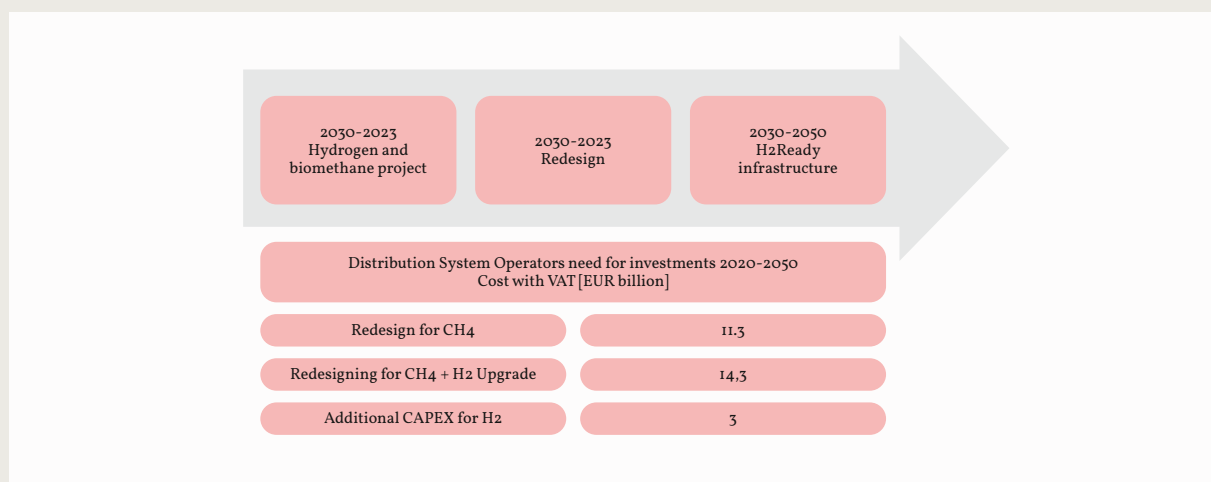 2030-2023
Hydrogen and
biomethane project
2030-2023
Redesign
2030-2050
H2Ready
infrastructure
Distribution System Operators need for investments 2020-2050
Cost with VAT [EUR billion]
Redesign for CH4
11.3
Redesigning for CH4 + H2 Upgrade
14,3
Additional CAPEX for H2
3